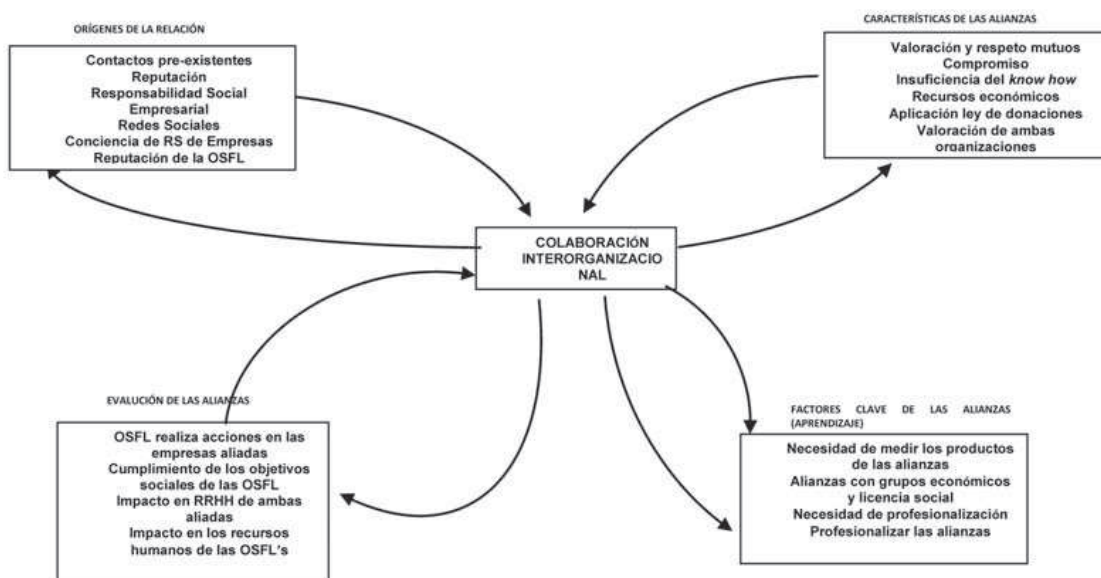 ORÍGENES DE LA RELACIÓN
Contactos pre-existentes
Reputación
Responsabilidad Social
Empresarial
Redes Sociales
Conciencia de RS de Empresas
Reputación de la OSFL
CARACTERÍSTICAS DE LAS ALIANZAS
Valoración y respeto mutuos
Compromiso
Insuficiencia del know how
Recursos económicos
Aplicación ley de donaciones
Valoración de ambas
organizaciones
COLABORACIÓN
INTERORGANIZACIO
NAL
EVALUCIÓN DE LAS ALIANZAS
OSFL realiza acciones en las
empresas aliadas
Cumplimiento de los objetivos
sociales de las OSFL
Impacto en RRHH de ambas
aliadas
Impacto en los recursos
humanos de las OSFL's
FACTORES CLAVE DE LAS ALIANZAS
(APRENDIZAJE)
Necesidad de medir los productos
de las alianzas
Alianzas con grupos económicos
y licencia social
Necesidad de profesionalización
Profesionalizar las alianzas